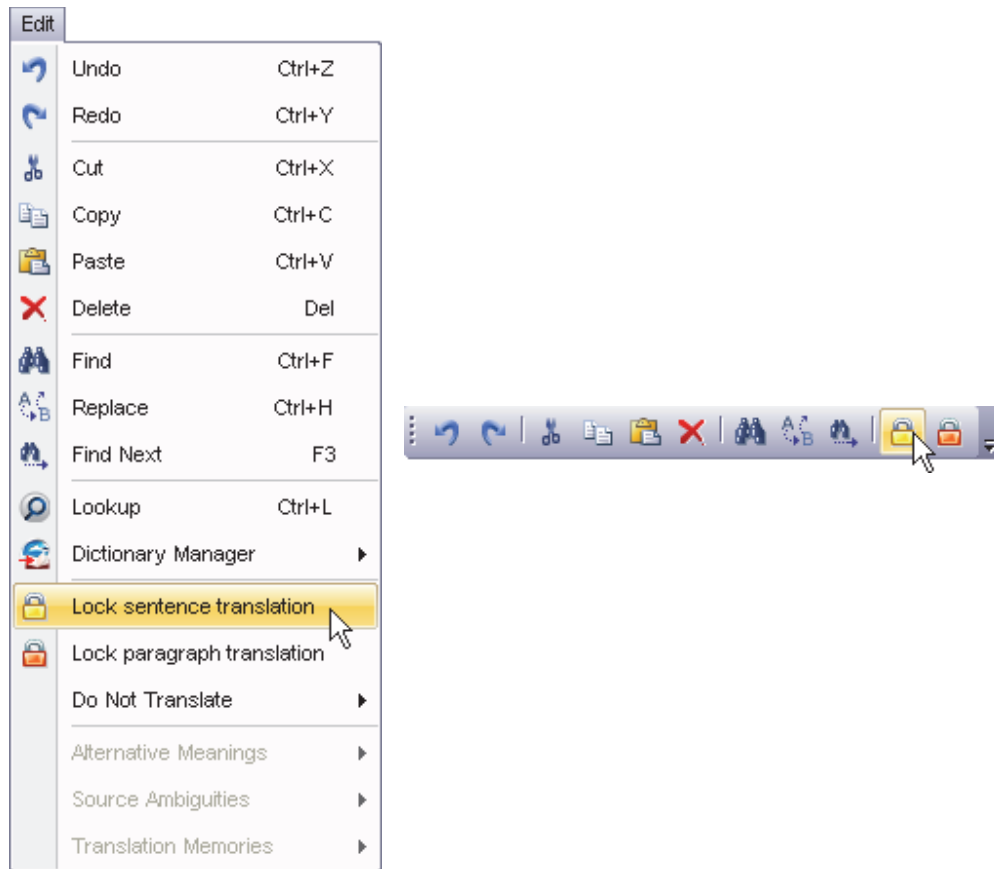 Edit
Undo Ctrl+Z
Redo Ctrl+Y
Cut Ctrl+X
Copy Ctrl+C
Paste Ctrl+V
Delete Del
Find Ctrl+F
Replace Ctrl+H
Find Next F3
Lookup Ctrl+L
Dictionary Manager
Lock sentence translation
Lock paragraph translation
Do Not Translate
Alternative Meanings
Source Ambiguities
Translation Memories